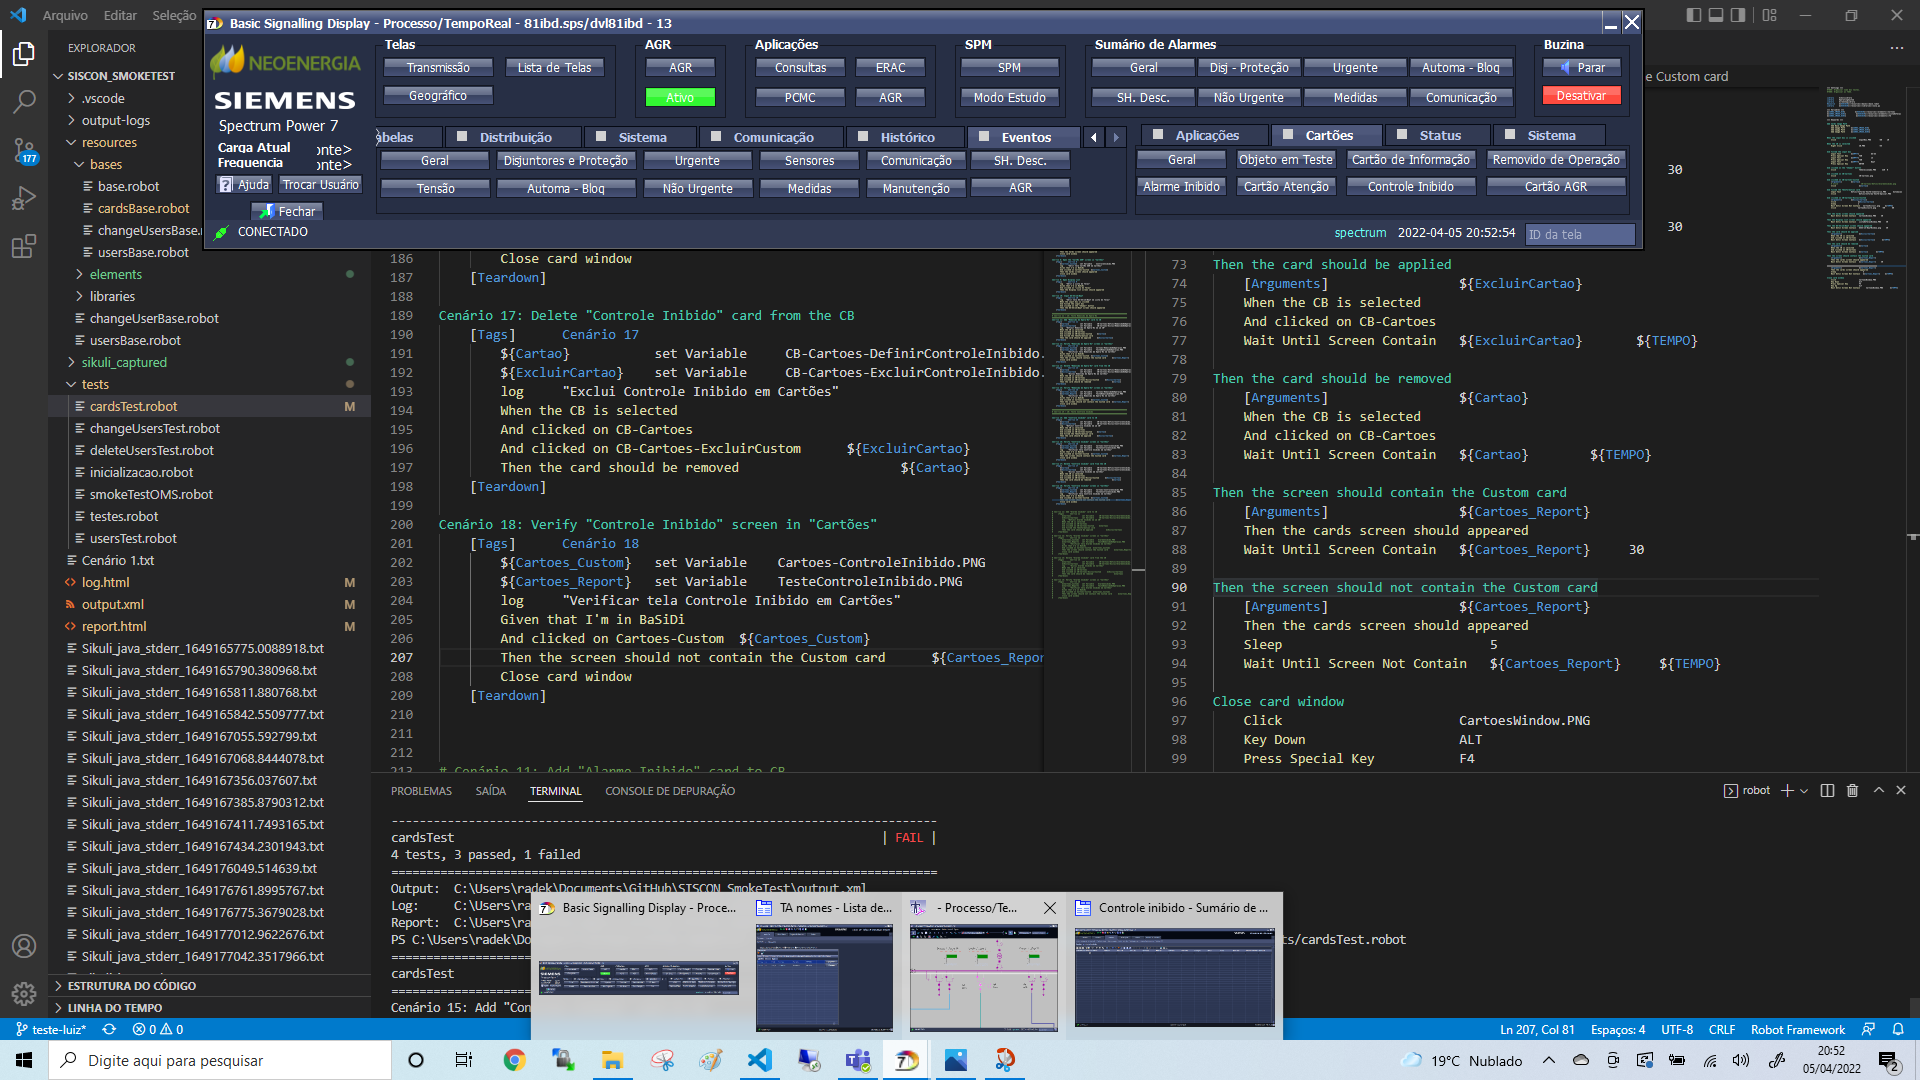 Arquivo Editar Seleção
Basic Signalling Display - Processo/TempoReal - 81ibd.sps/dvl81ibd - 13
NEOENERGIA
SIEMENS
Spectrum Power 7
Carga Atual onte>
Frequencia onte>
Ajuda Trocar Usuário
Fechar
CONECTADO
Telas
Transmissão Lista de Telas
Geográfico
AGR
AGR
Ativo
Aplicações
Consultas ERAC
PCMC AGR
SPM
SPM
Modo Estudo
Sumário de Alarmes
Geral Disj - Proteção Urgente Automa - Bloq
SH. Desc. Não Urgente Medidas Comunicação
Buzina
Parar
Desativar
abelas Distribuição Sistema Comunicação Histórico Eventos
Geral Disjuntores e Proteção Urgente Sensores Comunicação SH. Desc.
Tensão Automa - Bloq Não Urgente Medidas Manutenção AGR
Aplicações Cartões Status Sistema
Geral Objeto em Teste Cartão de Informação Removido de Operação
Alarme Inibido Cartão Atenção Controle Inibido Cartão AGR
spectrum 2022-04-05 20:52:54 ID da tela
e Custom card
30
30
EXPLORADOR
SISCON_SMOKETEST
.vscode
output-logs
resources
bases
base.robot
cardsBase.robot
changeUsersBase.
usersBase.robot
elements
libraries
changeUserBase.robot
usersBase.robot
sikuli_captured
tests
cardsTest.robot M
changeUsersTest.robot
deleteUsersTest.robot
inicializacao.robot
smokeTestOMS.robot
testes.robot
usersTest.robot
Cenário 1.txt
log.html M
output.xml M
report.html M
Sikuli_java_stderr_1649165775.0088918.txt
Sikuli_java_stderr_1649165790.380968.txt
Sikuli_java_stderr_1649165811.880768.txt
Sikuli_java_stderr_1649165842.5509777.txt
Sikuli_java_stderr_1649167055.592799.txt
Sikuli_java_stderr_1649167068.8444078.txt
Sikuli_java_stderr_1649167356.037607.txt
Sikuli_java_stderr_1649167385.8790312.txt
Sikuli_java_stderr_1649167411.7493165.txt
Sikuli_java_stderr_1649167434.2301943.txt
Sikuli_java_stderr_1649176049.514639.txt
Sikuli_java_stderr_1649176761.8995767.txt
Sikuli_java_stderr_1649176775.3679028.txt
Sikuli_java_stderr_1649177012.9622676.txt
Sikuli_java_stderr_1649177042.3517966.txt
ESTRUTURA DO CÓDIGO
LINHA DO TEMPO
177
186 Close card window
187 [Teardown]
188
189 Cenário 17: Delete "Controle Inibido" card from the CB
190 [Tags] Cenário 17
191 ${Cartao} set Variable CB-Cartoes-DefinirControleInibido.
192 ${ExcluirCartao} set Variable CB-Cartoes-ExcluirControleInibido.
193 log "Exclui Controle Inibido em Cartões"
194 When the CB is selected
195 And clicked on CB-Cartoes
196 And clicked on CB-Cartoes-ExcluirCustom ${ExcluirCartao}
197 Then the card should be removed ${Cartao}
198 [Teardown]
199
200 Cenário 18: Verify "Controle Inibido" screen in "Cartões"
201 [Tags] Cenário 18
202 ${Cartoes_Custom} set Variable Cartoes-ControleInibido.PNG
203 ${Cartoes_Report} set Variable TesteControleInibido.PNG
204 log "Verificar tela Controle Inibido em Cartões"
205 Given that I'm in BaSiDi
206 And clicked on Cartoes-Custom ${Cartoes_Custom}
207 Then the screen should not contain the Custom card ${Cartoes_Repor
208 Close card window
209 [Teardown]
210
211
212
213 # Cenário 11: Add "Alarme Inibido" card to CB
73 Then the card should be applied
74 [Arguments] ${ExcluirCartao}
75 When the CB is selected
76 And clicked on CB-Cartoes
77 Wait Until Screen Contain ${ExcluirCartao} ${TEMPO}
78
79 Then the card should be removed
80 [Arguments] ${Cartao}
81 When the CB is selected
82 And clicked on CB-Cartoes
83 Wait Until Screen Contain ${Cartao} ${TEMPO}
84
85 Then the screen should contain the Custom card
86 [Arguments] ${Cartoes_Report}
87 Then the cards screen should appeared
88 Wait Until Screen Contain ${Cartoes_Report} 30
89
90 Then the screen should not contain the Custom card
91 [Arguments] ${Cartoes_Report}
92 Then the cards screen should appeared
93 Sleep 5
94 Wait Until Screen Not Contain ${Cartoes_Report} ${TEMPO}
95
96 Close card window
97 Click CartoesWindow.PNG
98 Key Down ALT
99 Press Special Key F4
PROBLEMAS SAÍDA TERMINAL CONSOLE DE DEPURAÇÃO
robot
cardsTest | FAIL |
4 tests, 3 passed, 1 failed
Output: C:\Users\radek\Documents\GitHub\SISCON_SmokeTest\output.xml
Log: C:\Users\ra
Report: C:\Users\ra
PS C:\Users\radek\Do ts/cardsTest.robot
cardsTest
Cenário 15: Add "Con
Basic Signalling Display - Proce...
TA nomes - Lista de...
- Processo/Te...
Controle inibido - Sumário de ...
teste-luiz* 0 0
Ln 207, Col 81 Espaços: 4 UTF-8 CRLF Robot Framework
Digite aqui para pesquisar
19°C Nublado
20:52
05/04/2022
2